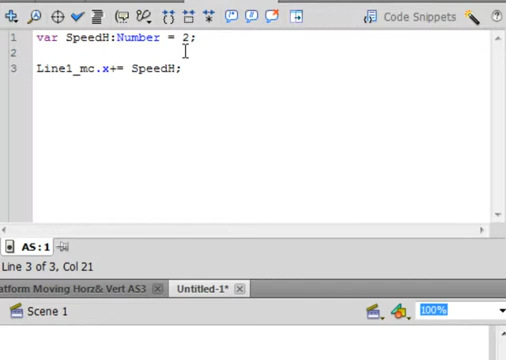 Code Snippets
1 var SpeedH:Number = 2;
2
3 Line1_mc.x+= SpeedH;
AS : 1
Line 3 of 3, Col 21
atform Moving Horz& Vert AS3 Untitled-1*
Scene 1 100%